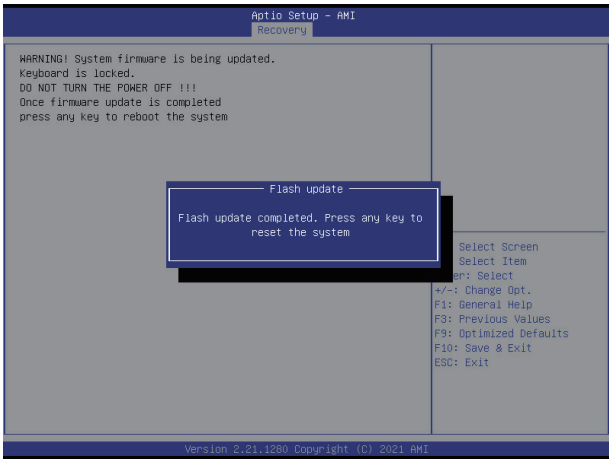 Aptio Setup - AMI
Recovery
WARNING! System firmware is being updated.
Keyboard is locked.
DO NOT TURN THE POWER OFF !!!
Once firmware update is completed
press any key to reboot the system
Flash update
Flash update completed. Press any key to
reset the system
Select Screen
Select Item
er: Select
+/-: Change Opt.
F1: General Help
F3: Previous Values
F9: Optimized Defaults
F10: Save & Exit
ESC: Exit
Version 2.21.1280 Copyright (C) 2021 AMI